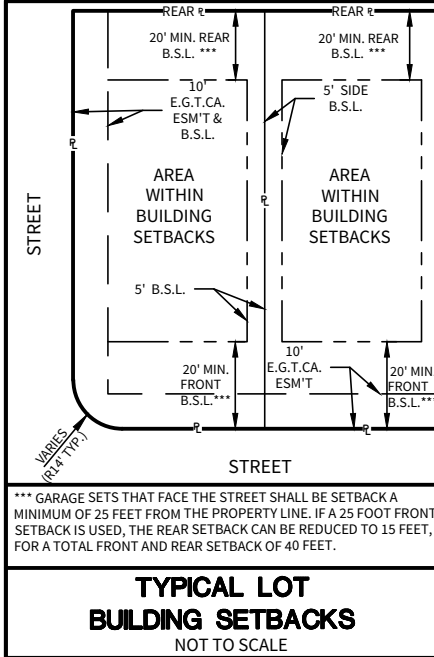 REAR ℄ REAR ℄
20' MIN. REAR
B.S.L. ***
20' MIN. REAR
B.S.L. ***
10'
E.G.T.CA.
ESM'T &
B.S.L.
5' SIDE
B.S.L.
℄
℄
STREET
AREA
WITHIN
BUILDING
SETBACKS
AREA
WITHIN
BUILDING
SETBACKS
5' B.S.L.
20' MIN.
FRONT
B.S.L.***
10'
E.G.T.CA.
ESM'T
20' MIN.
FRONT
B.S.L.***
VARIES
(R14' TYP.)
℄ ℄
STREET
*** GARAGE SETS THAT FACE THE STREET SHALL BE SETBACK A
MINIMUM OF 25 FEET FROM THE PROPERTY LINE. IF A 25 FOOT FRONT
SETBACK IS USED, THE REAR SETBACK CAN BE REDUCED TO 15 FEET,
FOR A TOTAL FRONT AND REAR SETBACK OF 40 FEET.
TYPICAL LOT
BUILDING SETBACKS
NOT TO SCALE